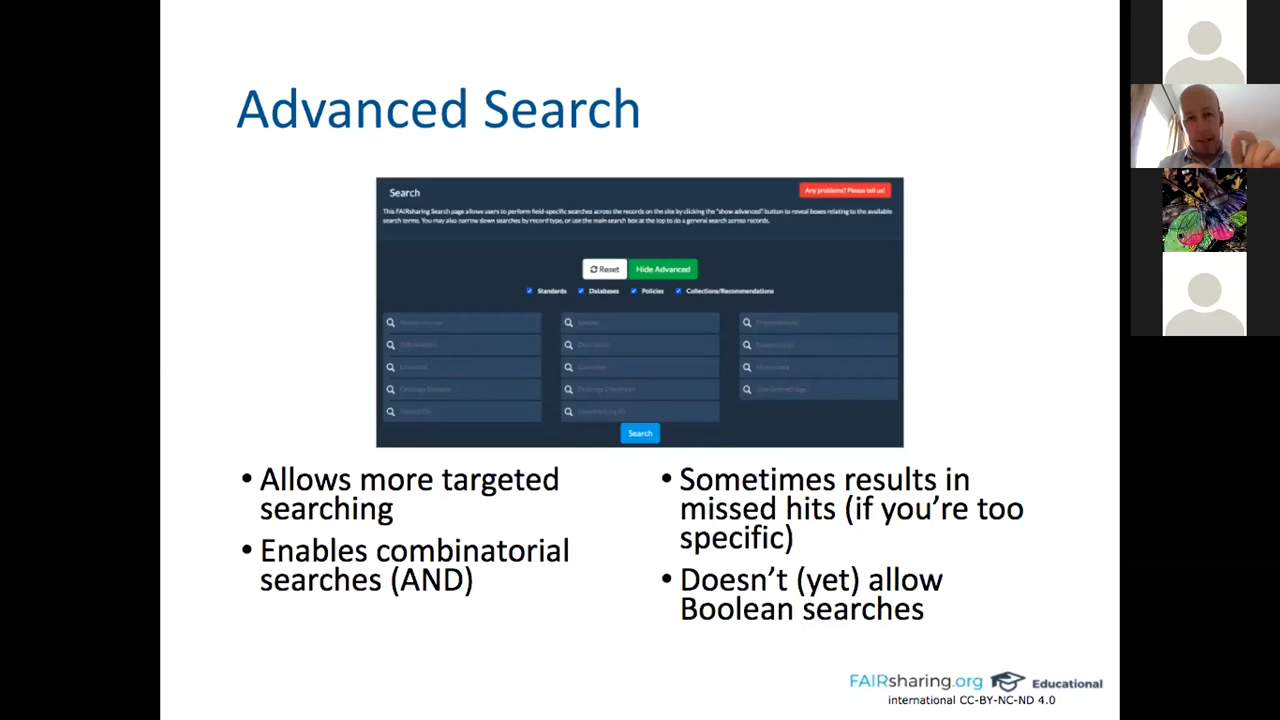 Advanced Search
Search
Any problems? Please tell us!
This FAIRsharing Search page allows users to perform field-specific searches across the records on the site by clicking the "show advanced" button to reveal boxes relating to the available
search terms. You may also narrow down searches by record type, or use the main search box at the top to do a general search across records.
Reset
Hide Advanced
Standards
Databases
Policies
Collections/Recommendations
Search
• Allows more targeted
searching
• Enables combinatorial
searches (AND)
• Sometimes results in
missed hits (if you’re too
specific)
• Doesn’t (yet) allow
Boolean searches
FAIRsharing.org Educational
international CC-BY-NC-ND 4.0